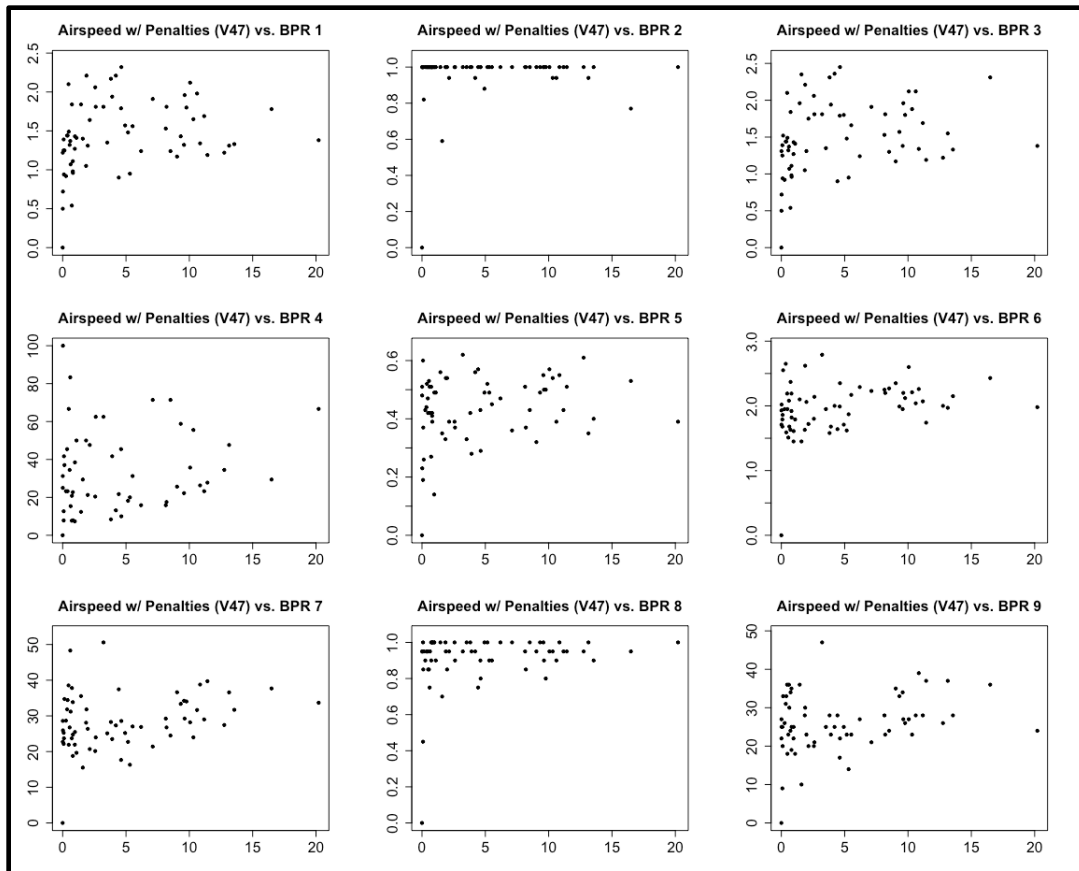 Airspeed w/ Penalties (V47) vs. BPR 1
0.0 0.5 1.0 1.5 2.0 2.5
0 5 10 15 20
Airspeed w/ Penalties (V47) vs. BPR 2
0.0 0.2 0.4 0.6 0.8 1.0
0 5 10 15 20
Airspeed w/ Penalties (V47) vs. BPR 3
0.0 0.5 1.0 1.5 2.0 2.5
0 5 10 15 20
Airspeed w/ Penalties (V47) vs. BPR 4
0 20 40 60 80 100
0 5 10 15 20
Airspeed w/ Penalties (V47) vs. BPR 5
0.0 0.2 0.4 0.6
0 5 10 15 20
Airspeed w/ Penalties (V47) vs. BPR 6
0.0 1.0 2.0 3.0
0 5 10 15 20
Airspeed w/ Penalties (V47) vs. BPR 7
0 10 20 30 40 50
0 5 10 15 20
Airspeed w/ Penalties (V47) vs. BPR 8
0.0 0.2 0.4 0.6 0.8 1.0
0 5 10 15 20
Airspeed w/ Penalties (V47) vs. BPR 9
0 10 20 30 40 50
0 5 10 15 20